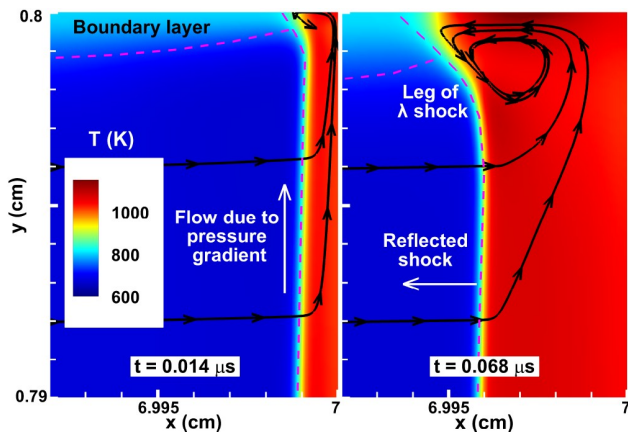 0.8
Boundary layer
T (K)
1000
800
600
y (cm)
Flow due to
pressure
gradient
t = 0.014 μs
0.79
6.995
7
x (cm)
Leg of
λ shock
Reflected
shock
t = 0.068 μs
6.995
7
x (cm)